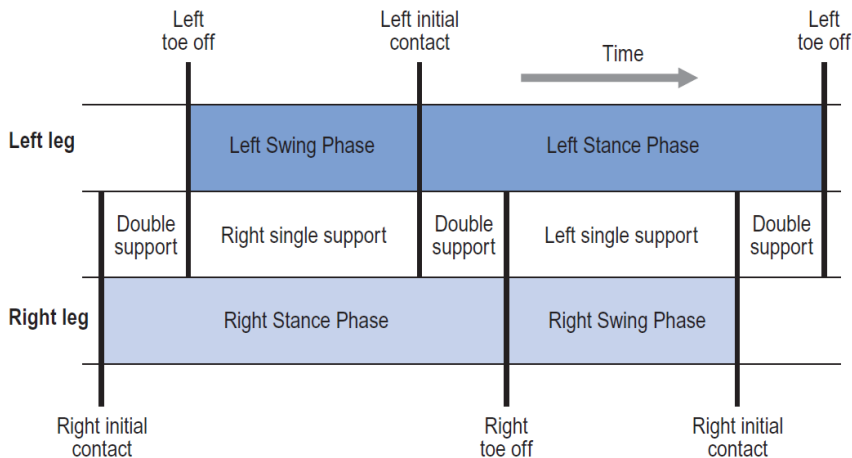 Left
toe off
Left initial
contact
Left
toe off
Time
Left leg
Left Swing Phase
Left Stance Phase
Double
support
Right single support
Double
support
Left single support
Double
support
Right leg
Right Stance Phase
Right Swing Phase
Right initial
contact
Right
toe off
Right initial
contact